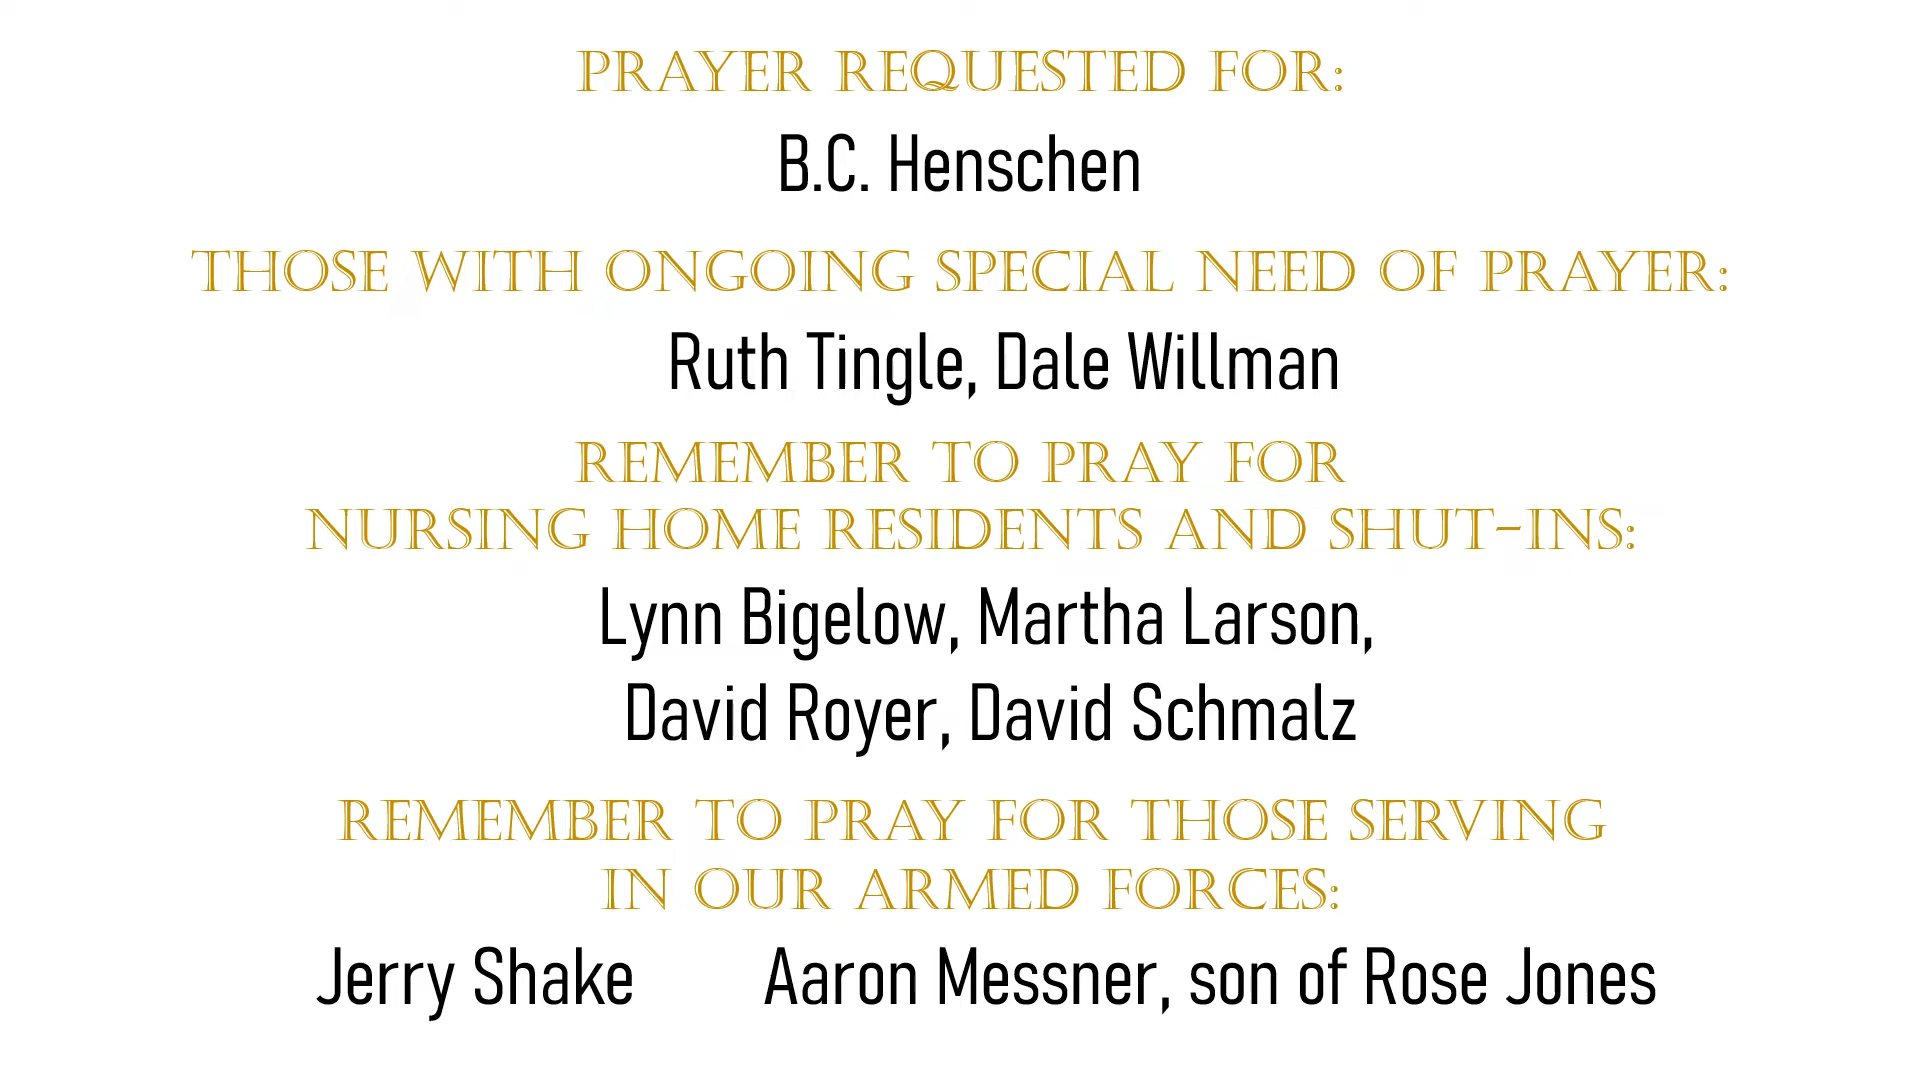 PRAYER REQUESTED FOR:
B.C. Henschen
THOSE WITH ONGOING SPECIAL NEED OF PRAYER:
Ruth Tingle, Dale Willman
REMEMBER TO PRAY FOR
NURSING HOME RESIDENTS AND SHUT-INS:
Lynn Bigelow, Martha Larson,
David Royer, David Schmalz
REMEMBER TO PRAY FOR THOSE SERVING
IN OUR ARMED FORCES:
Jerry Shake Aaron Messner, son of Rose Jones